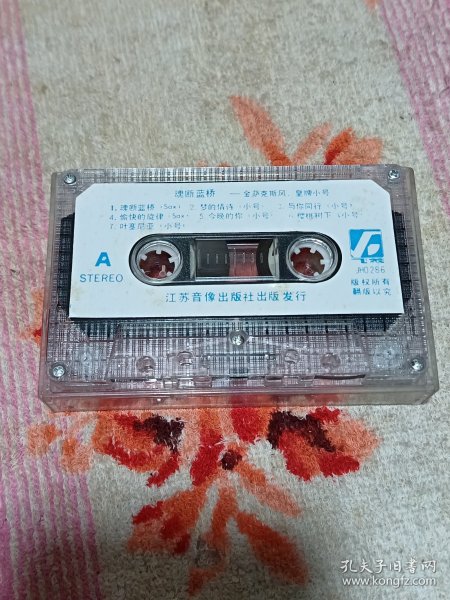 魂断蓝桥 —金萨克斯风、皇牌小号
1. 魂断蓝桥(Sax) 2. 梦的情诗(小号) 3. 与你同行(小号)
4. 愉快的旋律(Sax) 5. 今晚的你(小号) 6. 樱桃树下(小号)
7. 叶塞尼亚(小号)
A
STEREO
JHD286
版权所有
翻版必究
江苏音像出版社出版发行
孔夫子旧书网
www.kongfz.com